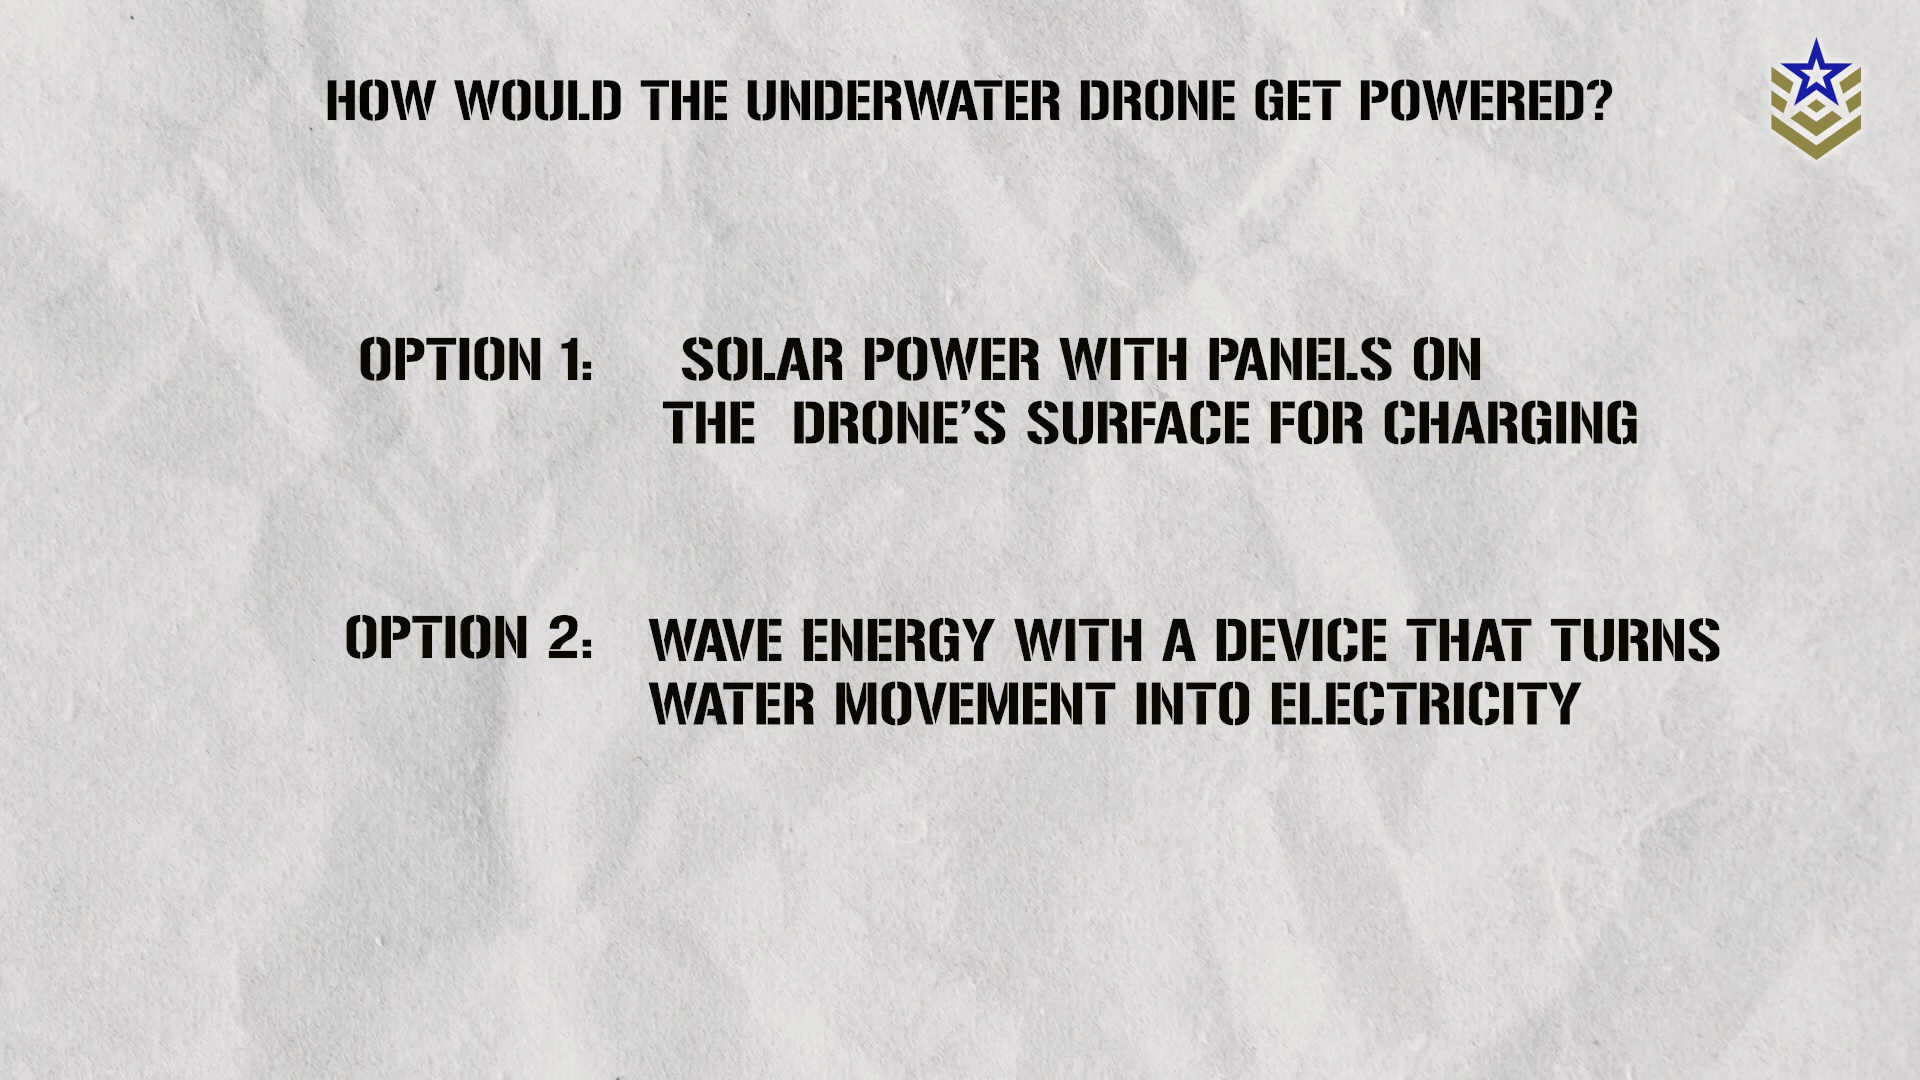 HOW WOULD THE UNDERWATER DRONE GET POWERED?
OPTION 1: SOLAR POWER WITH PANELS ON
THE DRONE’S SURFACE FOR CHARGING
OPTION 2: WAVE ENERGY WITH A DEVICE THAT TURNS
WATER MOVEMENT INTO ELECTRICITY